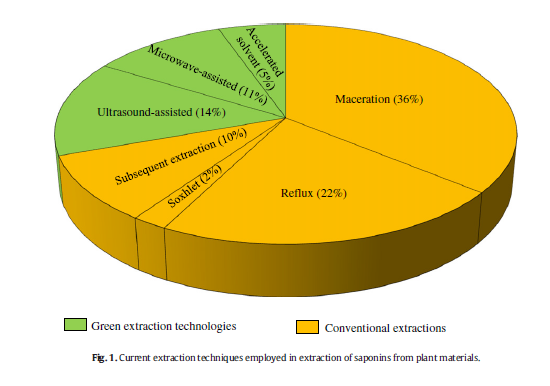 Accelerated
solvent (5%)
Microwave-assisted (11%)
Maceration (36%)
Ultrasound-assisted (14%)
Subsequent extraction (10%)
Soxhlet (2%)
Reflux (22%)
Green extraction technologies
Conventional extractions
Fig. 1. Current extraction techniques employed in extraction of saponins from plant materials.